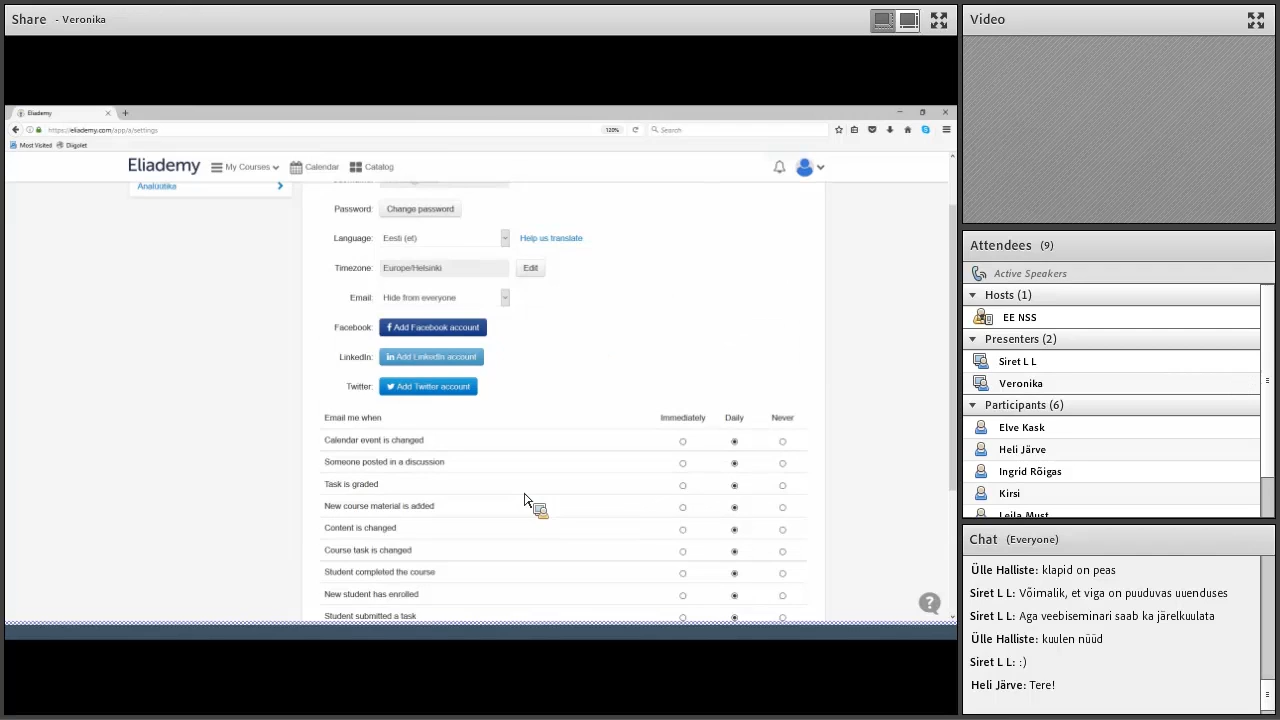 Share - Veronika
Eliademy
https://eliademy.com/app/a/settings
120%
Search
Most Visited
Diigolet
Eliademy
My Courses
Calendar
Catalog
Analüütika
Password: Change password
Language: Eesti (et) Help us translate
Timezone: Europe/Helsinki Edit
Email: Hide from everyone
Facebook: Add Facebook account
LinkedIn: Add LinkedIn account
Twitter: Add Twitter account
Email me when Immediately Daily Never
Calendar event is changed
Someone posted in a discussion
Task is graded
New course material is added
Content is changed
Course task is changed
Student completed the course
New student has enrolled
Student submitted a task
?
Video
Attendees (9)
Active Speakers
Hosts (1)
EE NSS
Presenters (2)
Siret L L
Veronika
Participants (6)
Elve Kask
Heli Järve
Ingrid Rõigas
Kirsi
Leila Must
Chat (Everyone)
Ülle Halliste: klapid on peas
Siret L L: Võimalik, et viga on puuduvas uuenduses
Siret L L: Aga veebiseminari saab ka järelkuulata
Ülle Halliste: kuulen nüüd
Siret L L: :)
Heli Järve: Tere!